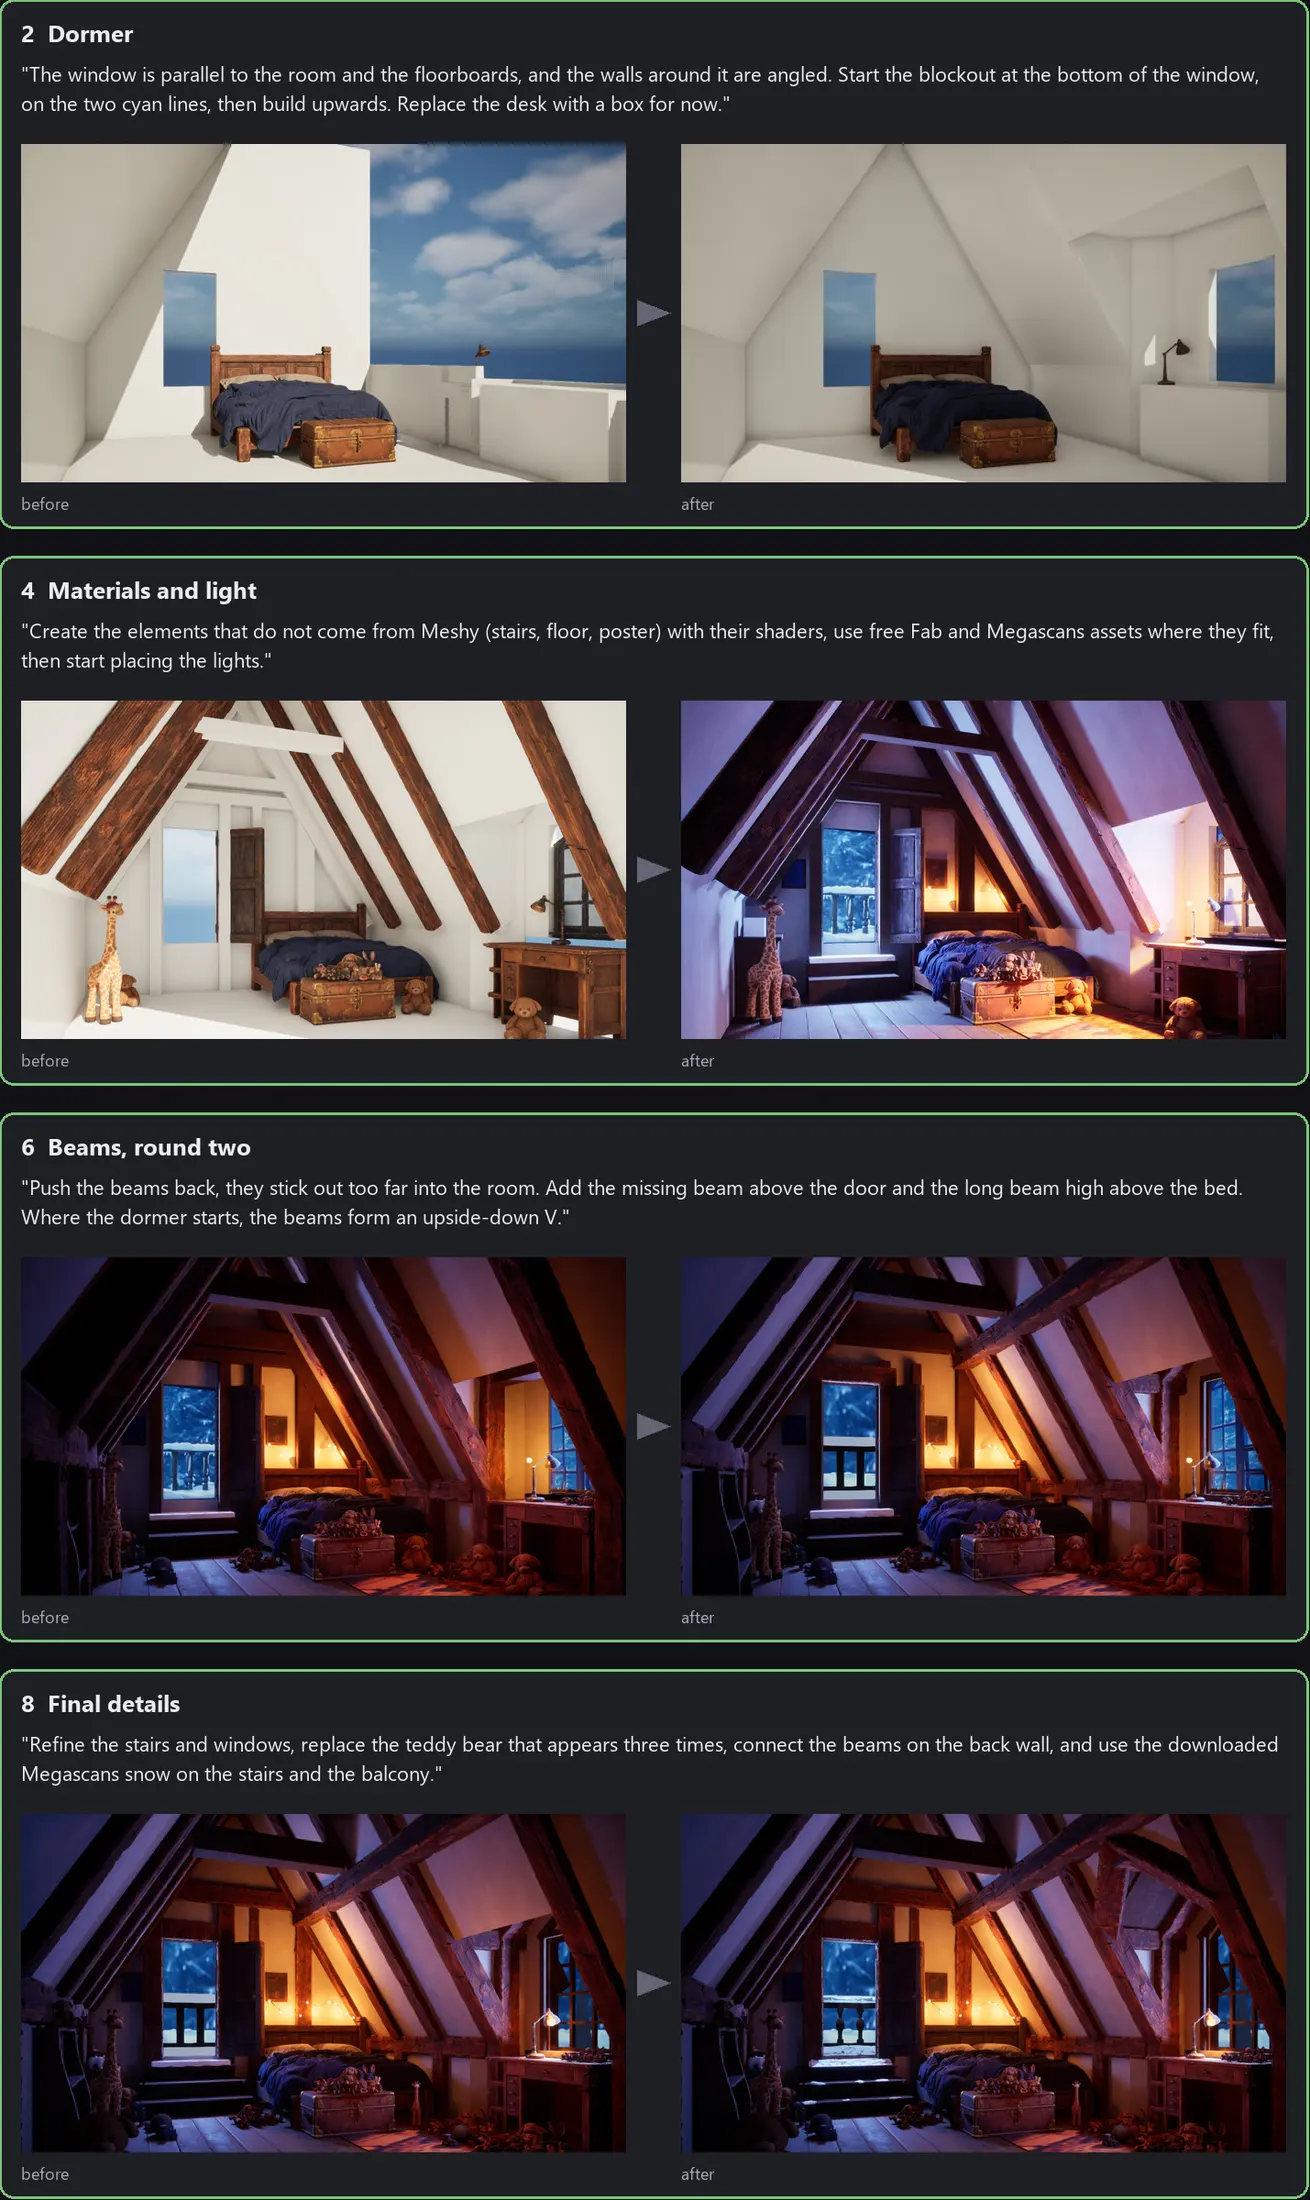 2 Dormer
"The window is parallel to the room and the floorboards, and the walls around it are angled. Start the blockout at the bottom of the window,
on the two cyan lines, then build upwards. Replace the desk with a box for now."
before
after
4 Materials and light
"Create the elements that do not come from Meshy (stairs, floor, poster) with their shaders, use free Fab and Megascans assets where they fit,
then start placing the lights."
before
after
6 Beams, round two
"Push the beams back, they stick out too far into the room. Add the missing beam above the door and the long beam high above the bed.
Where the dormer starts, the beams form an upside-down V."
before
after
8 Final details
"Refine the stairs and windows, replace the teddy bear that appears three times, connect the beams on the back wall, and use the downloaded
Megascans snow on the stairs and the balcony."
before
after